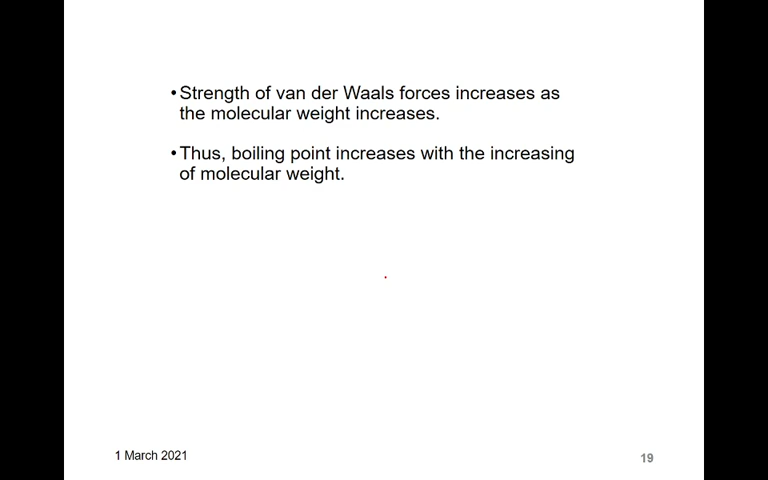 •Strength of van der Waals forces increases as
the molecular weight increases.
•Thus, boiling point increases with the increasing
of molecular weight.
1 March 2021
19